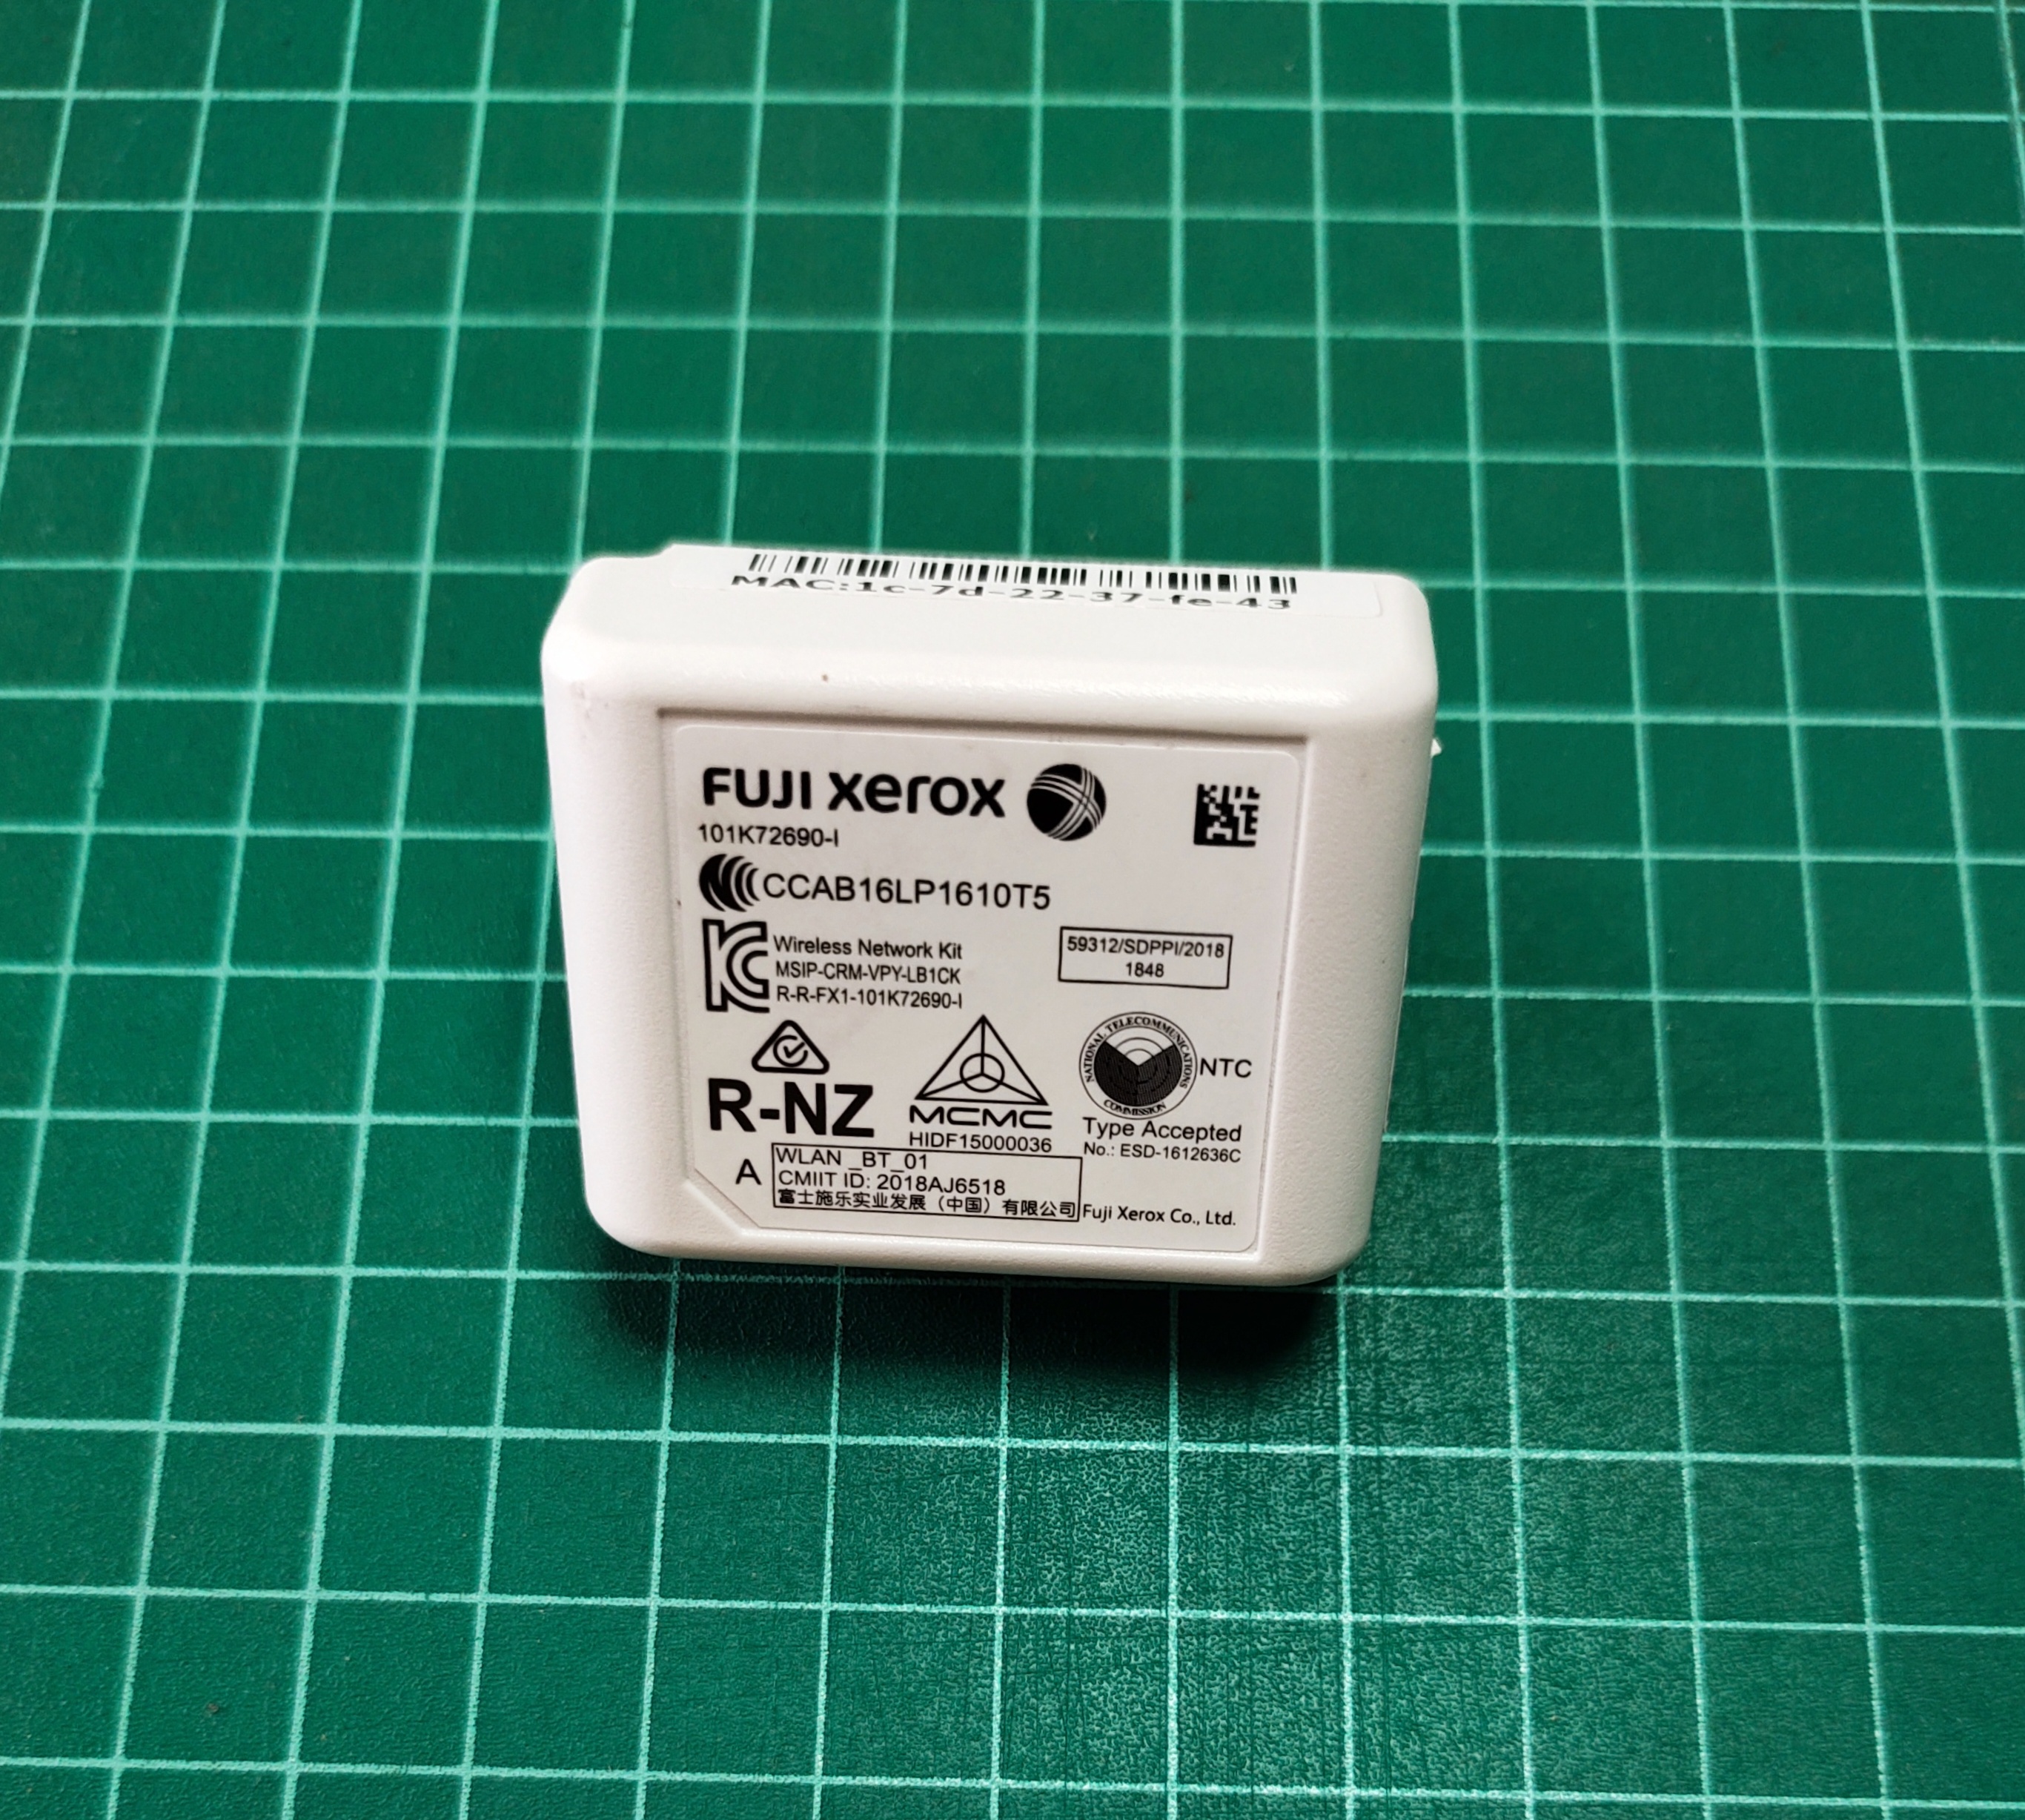 MAC:1c-7d-22-37-fe-43
FUJI xerox
101K72690-I
CCAB16LP1610T5
Wireless Network Kit
MSIP-CRM-VPY-LB1CK
R-R-FX1-101K72690-I
59312/SDPPI/2018
1848
R-NZ
MCMC
HIDF15000036
NATIONAL TELECOMMUNICATIONS
COMMISSION
NTC
Type Accepted
No.: ESD-1612636C
A
WLAN _BT_01
CMIIT ID: 2018AJ6518
富士施乐实业发展（中国）有限公司
Fuji Xerox Co., Ltd.